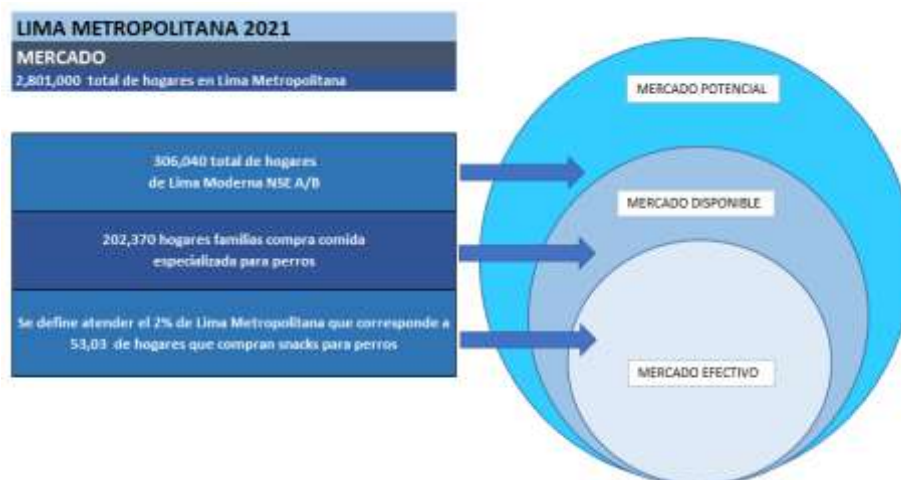 LIMA METROPOLITANA 2021
MERCADO
2,801,000 total de hogares en Lima Metropolitana
306,040 total de hogares
de Lima Moderna NSE A/B
202,370 hogares familias compra comida
especializada para perros
Se define atender el 2% de Lima Metropolitana que corresponde a
53,03 de hogares que compran snacks para perros
MERCADO POTENCIAL
MERCADO DISPONIBLE
MERCADO EFECTIVO